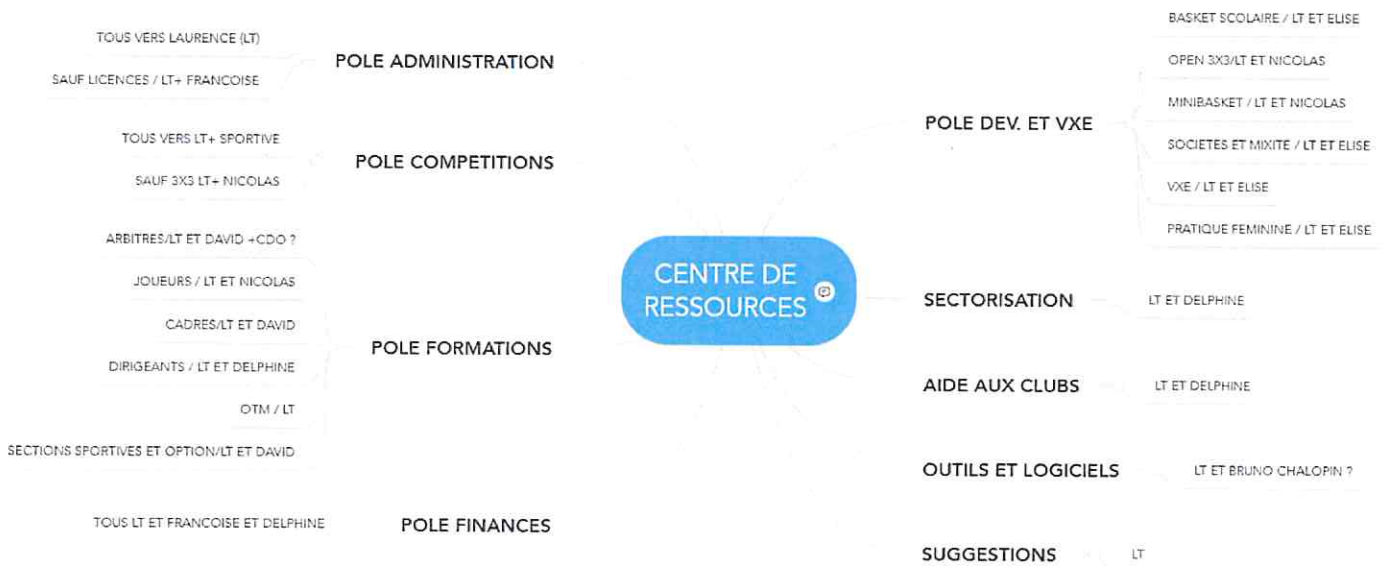 TOUS VERS LAURENCE (LT)
SAUF LICENCES / LT+ FRANCOISE
POLE ADMINISTRATION
TOUS VERS LT+ SPORTIVE
SAUF 3X3 LT+ NICOLAS
POLE COMPETITIONS
ARBITRES/LT ET DAVID +CDO ?
JOUEURS / LT ET NICOLAS
CADRES/LT ET DAVID
DIRIGEANTS / LT ET DELPHINE
OTM / LT
SECTIONS SPORTIVES ET OPTION/LT ET DAVID
POLE FORMATIONS
TOUS LT ET FRANCOISE ET DELPHINE
POLE FINANCES
CENTRE DE
RESSOURCES
POLE DEV. ET VXE
BASKET SCOLAIRE / LT ET ELISE
OPEN 3X3/LT ET NICOLAS
MINIBASKET / LT ET NICOLAS
SOCIETES ET MIXITE / LT ET ELISE
VXE / LT ET ELISE
PRATIQUE FEMININE / LT ET ELISE
SECTORISATION
LT ET DELPHINE
AIDE AUX CLUBS
LT ET DELPHINE
OUTILS ET LOGICIELS
LT ET BRUNO CHALOPIN ?
SUGGESTIONS
LT